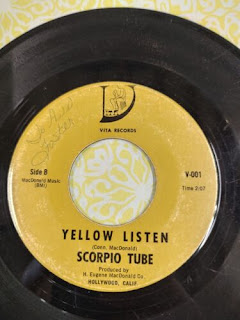 VITA RECORDS
Side B
MacDonald Music
(BMI)
V-001
Time 2:07
YELLOW LISTEN
(Conn, MacDonald)
SCORPIO TUBE
Produced by
H. Eugene MacDonald Co.
HOLLYWOOD, CALIF.